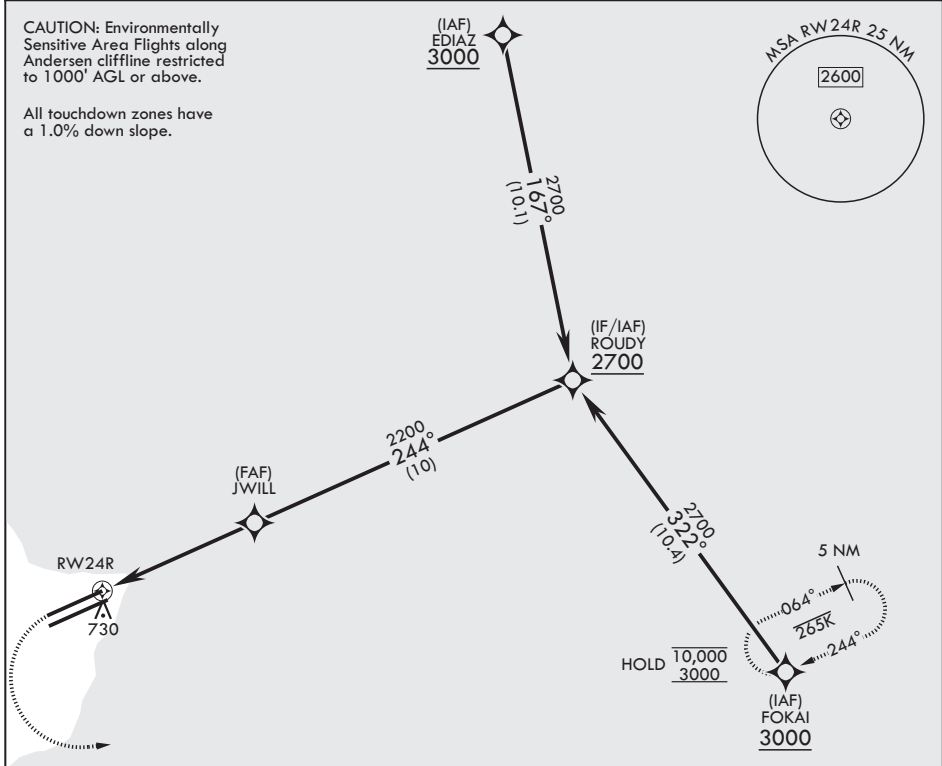 CAUTION: Environmentally
Sensitive Area Flights along
Andersen cliffline restricted
to 1000' AGL or above.
All touchdown zones have
a 1.0% down slope.
(IAF)
EDIAZ
3000
MSA RW24R 25 NM
2600
2700
167°
(10.1)
(IF/IAF)
ROUDY
2700
2200
244°
(10)
(FAF)
JWILL
RW24R
730
2700
322°
(10.4)
5 NM
064°
265K
244°
HOLD 10,000
3000
(IAF)
FOKAI
3000